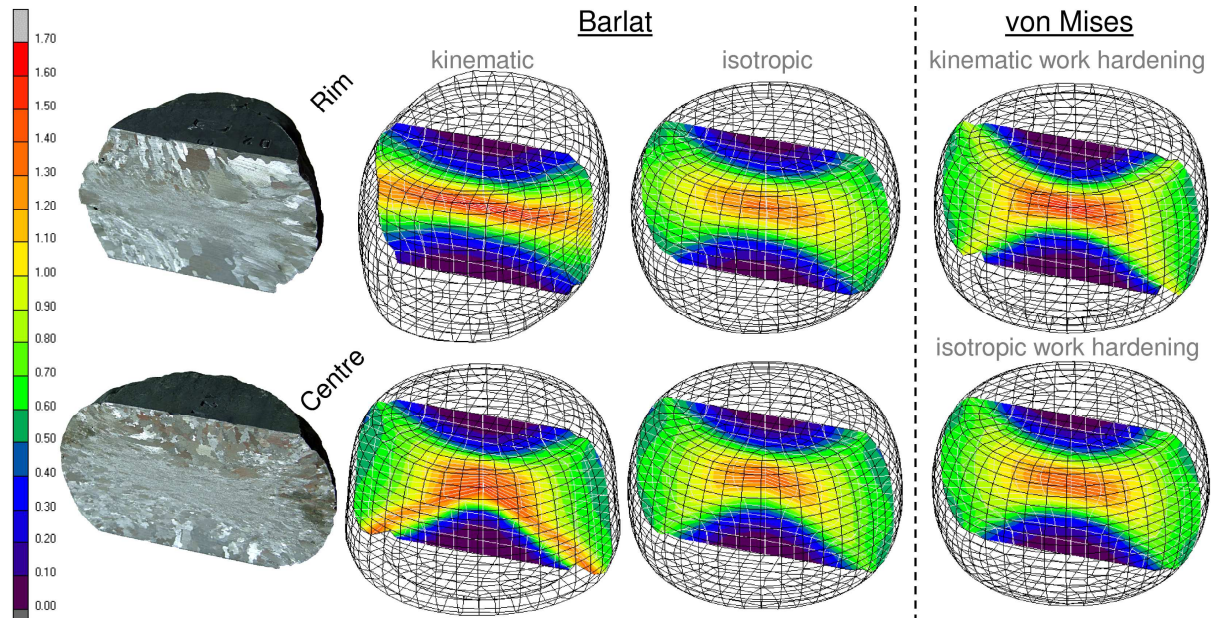 Barlat
von Mises
kinematic
isotropic
kinematic work hardening
Rim
isotropic work hardening
Centre
1.70
1.60
1.50
1.40
1.30
1.20
1.10
1.00
0.90
0.80
0.70
0.60
0.50
0.40
0.30
0.20
0.10
0.00